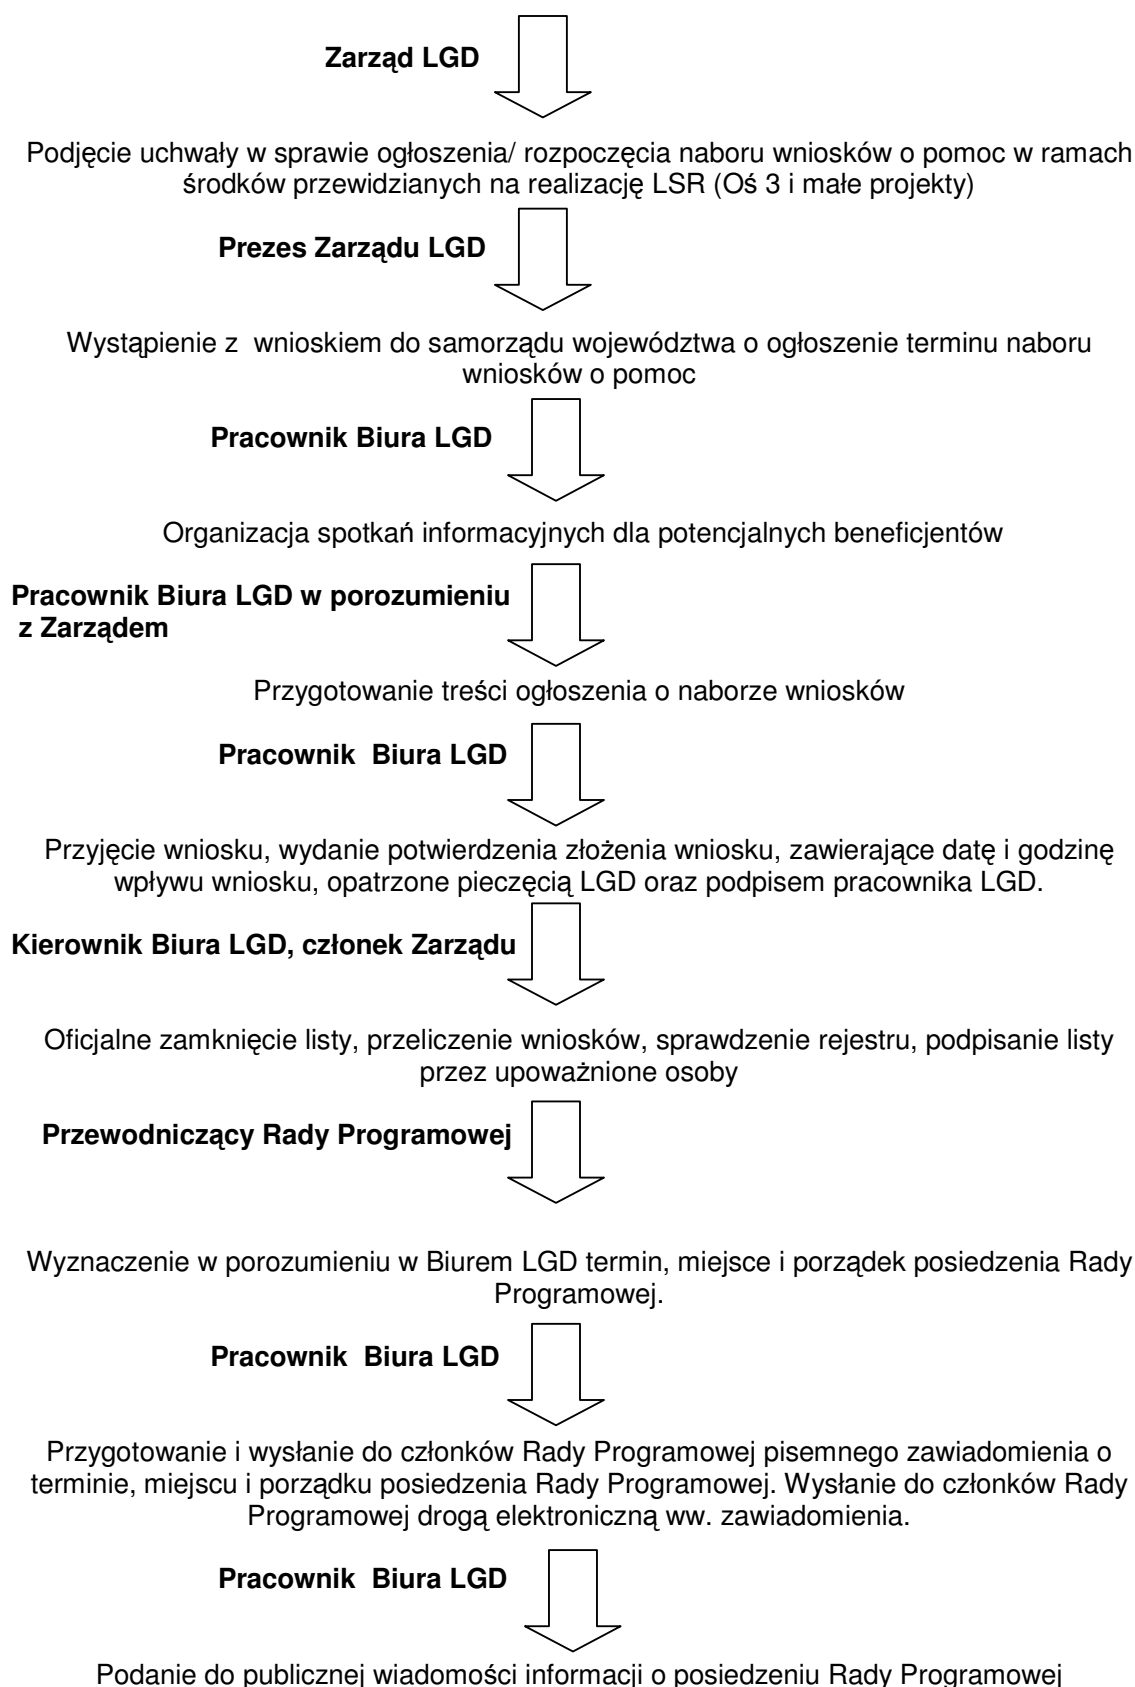 Zarząd LGD
Podjęcie uchwały w sprawie ogłoszenia/ rozpoczęcia naboru wniosków o pomoc w ramach
środków przewidzianych na realizację LSR (Oś 3 i małe projekty)
Prezes Zarządu LGD
Wystąpienie z wnioskiem do samorządu województwa o ogłoszenie terminu naboru
wniosków o pomoc
Pracownik Biura LGD
Organizacja spotkań informacyjnych dla potencjalnych beneficjentów
Pracownik Biura LGD w porozumieniu
z Zarządem
Przygotowanie treści ogłoszenia o naborze wniosków
Pracownik Biura LGD
Przyjęcie wniosku, wydanie potwierdzenia złożenia wniosku, zawierające datę i godzinę
wpływu wniosku, opatrzone pieczęcią LGD oraz podpisem pracownika LGD.
Kierownik Biura LGD, członek Zarządu
Oficjalne zamknięcie listy, przeliczenie wniosków, sprawdzenie rejestru, podpisanie listy
przez upoważnione osoby
Przewodniczący Rady Programowej
Wyznaczenie w porozumieniu w Biurem LGD termin, miejsce i porządek posiedzenia Rady
Programowej.
Pracownik Biura LGD
Przygotowanie i wysłanie do członków Rady Programowej pisemnego zawiadomienia o
terminie, miejscu i porządku posiedzenia Rady Programowej. Wysłanie do członków Rady
Programowej drogą elektroniczną ww. zawiadomienia.
Pracownik Biura LGD
Podanie do publicznej wiadomości informacji o posiedzeniu Rady Programowej